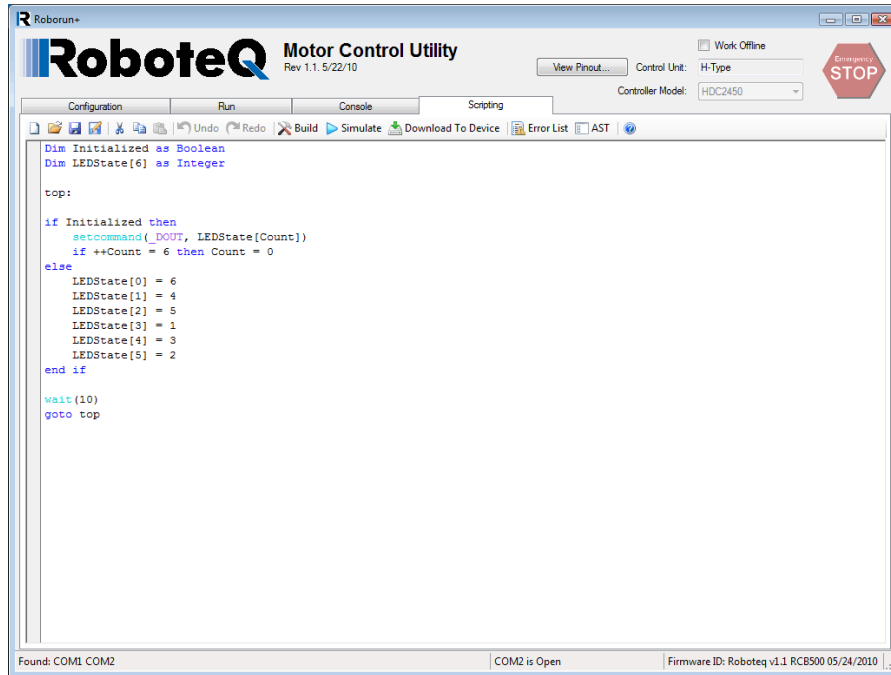 Roborun+
RoboteQ
Motor Control Utility
Rev 1.1. 5/22/10
View Pinout...
Work Offline
Control Unit: H-Type
Controller Model: HDC2450
Emergency
STOP
Configuration Run Console Scripting
Undo Redo Build Simulate Download To Device Error List AST
Dim Initialized as Boolean
Dim LEDState[6] as Integer
top:
if Initialized then
setcommand(_DOUT, LEDState[Count])
if ++Count = 6 then Count = 0
else
LEDState[0] = 6
LEDState[1] = 4
LEDState[2] = 5
LEDState[3] = 1
LEDState[4] = 3
LEDState[5] = 2
end if
wait(10)
goto top
Found: COM1 COM2 COM2 is Open Firmware ID: Roboteq v1.1 RCB500 05/24/2010